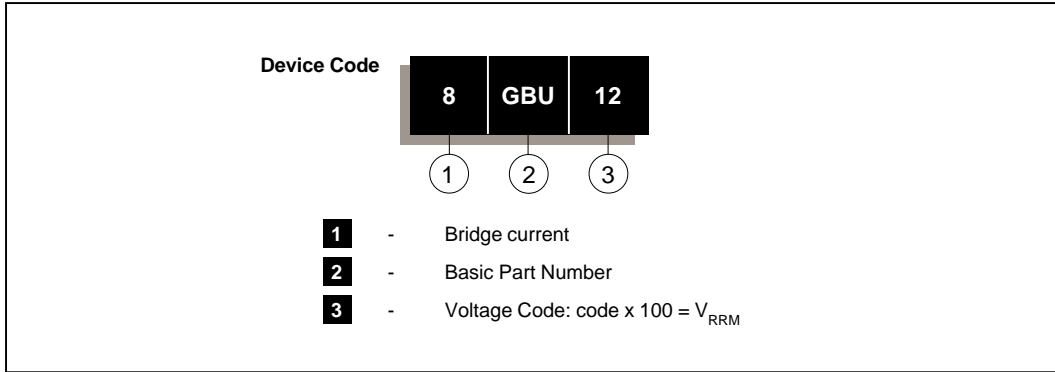 Device Code
8 GBU 12
1 2 3
1 - Bridge current
2 - Basic Part Number
3 - Voltage Code: code x 100 = VRRM